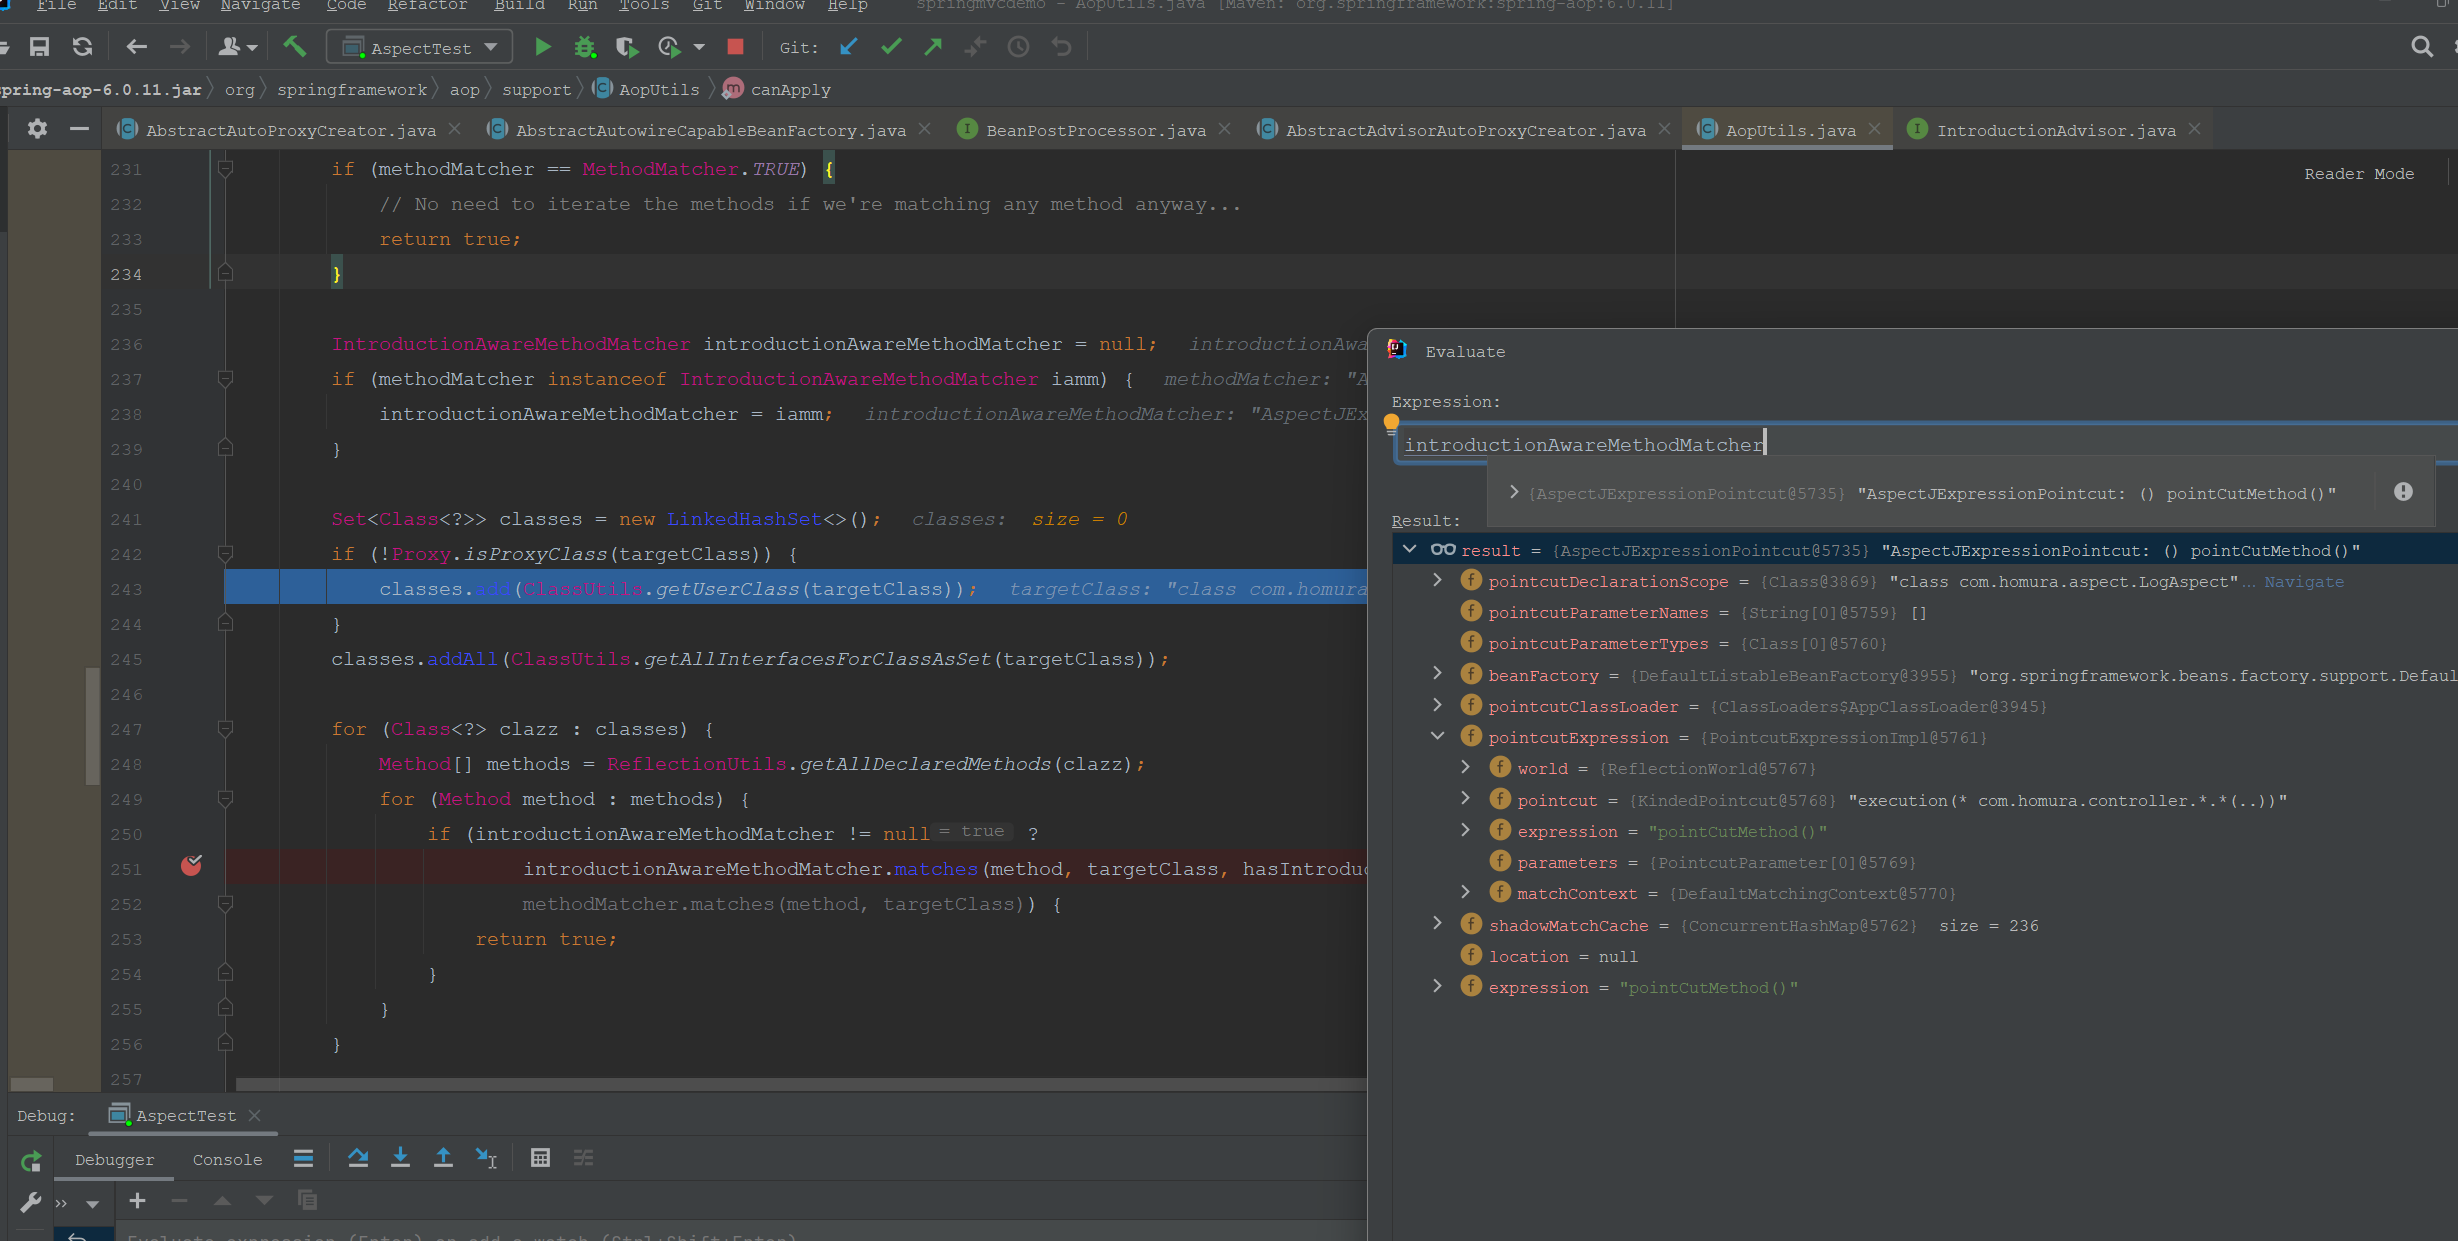 File Edit View Navigate Code Refactor Build Run Tools Git Window Help springmvcdemo - AopUtils.java [Maven: org.springframework:spring-aop:6.0.11]
AspectTest Git:
spring-aop-6.0.11.jar org springframework aop support AopUtils canApply
AbstractAutoProxyCreator.java AbstractAutowireCapableBeanFactory.java BeanPostProcessor.java AbstractAdvisorAutoProxyCreator.java AopUtils.java IntroductionAdvisor.java
Reader Mode
231 if (methodMatcher == MethodMatcher.TRUE) {
232 // No need to iterate the methods if we're matching any method anyway...
233 return true;
234 }
235
236 IntroductionAwareMethodMatcher introductionAwareMethodMatcher = null; introductionAwa
237 if (methodMatcher instanceof IntroductionAwareMethodMatcher iamm) { methodMatcher: "A
238 introductionAwareMethodMatcher = iamm; introductionAwareMethodMatcher: "AspectJEx
239 }
240
241 Set<Class<?>> classes = new LinkedHashSet<>(); classes: size = 0
242 if (!Proxy.isProxyClass(targetClass)) {
243 classes.add(ClassUtils.getUserClass(targetClass)); targetClass: "class com.homura
244 }
245 classes.addAll(ClassUtils.getAllInterfacesForClassAsSet(targetClass));
246
247 for (Class<?> clazz : classes) {
248 Method[] methods = ReflectionUtils.getAllDeclaredMethods(clazz);
249 for (Method method : methods) {
250 if (introductionAwareMethodMatcher != null = true ?
251 introductionAwareMethodMatcher.matches(method, targetClass, hasIntroduc
252 methodMatcher.matches(method, targetClass)) {
253 return true;
254 }
255 }
256 }
257
Evaluate
Expression:
introductionAwareMethodMatcher
{AspectJExpressionPointcut@5735} "AspectJExpressionPointcut: () pointCutMethod()"
Result:
result = {AspectJExpressionPointcut@5735} "AspectJExpressionPointcut: () pointCutMethod()"
pointcutDeclarationScope = {Class@3869} "class com.homura.aspect.LogAspect"... Navigate
pointcutParameterNames = {String[0]@5759} []
pointcutParameterTypes = {Class[0]@5760}
beanFactory = {DefaultListableBeanFactory@3955} "org.springframework.beans.factory.support.Defaul
pointcutClassLoader = {ClassLoaders$AppClassLoader@3945}
pointcutExpression = {PointcutExpressionImpl@5761}
world = {ReflectionWorld@5767}
pointcut = {KindedPointcut@5768} "execution(* com.homura.controller.*.*(..))"
expression = "pointCutMethod()"
parameters = {PointcutParameter[0]@5769}
matchContext = {DefaultMatchingContext@5770}
shadowMatchCache = {ConcurrentHashMap@5762} size = 236
location = null
expression = "pointCutMethod()"
Debug: AspectTest
Debugger Console
Evaluate expression (Enter) or add a watch (Ctrl+Shift+Enter)